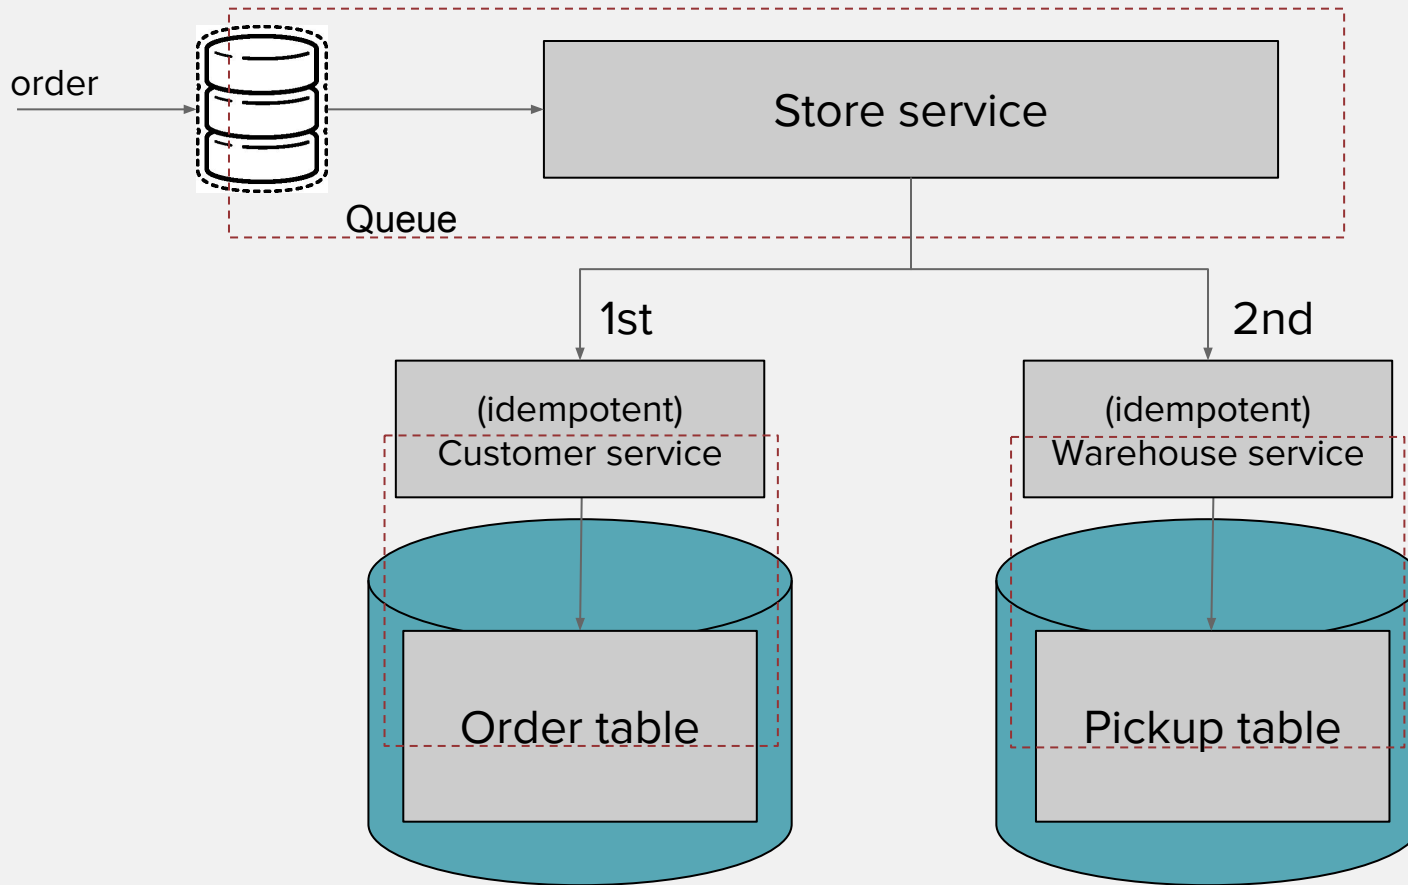 order
Store service
Queue
1st
2nd
(idempotent)
Customer service
(idempotent)
Warehouse service
Order table
Pickup table